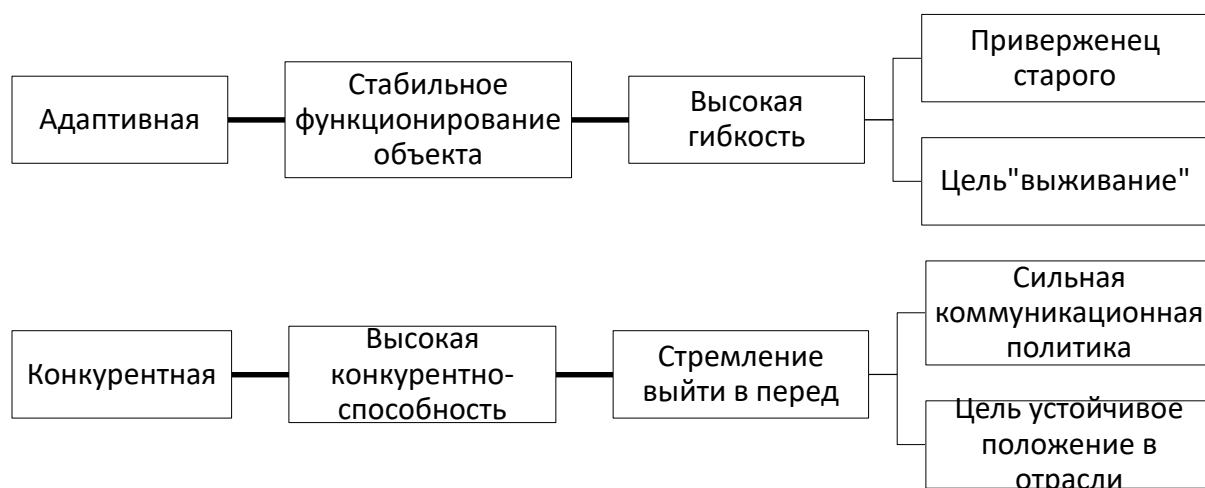 Адаптивная
Стабильное
функционирование
объекта
Высокая
гибкость
Приверженец
старого
Цель"выживание"
Конкурентная
Высокая
конкурентно-
способность
Стремление
выйти в перед
Сильная
коммуникационная
политика
Цель устойчивое
положение в
отрасли